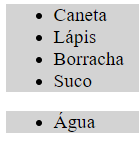 • Caneta
• Lápis
• Borracha
• Suco
• Água